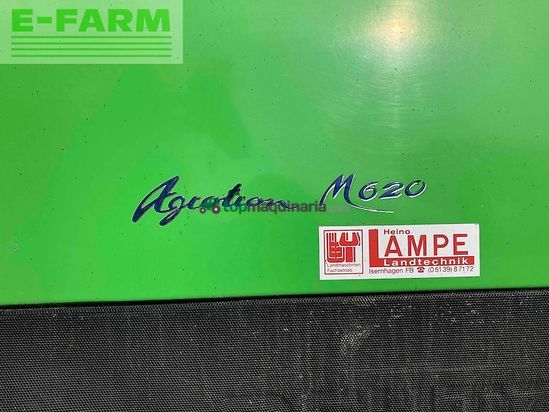 E-FARM
Agrotron M620
topmaquinaria
Heino
LAMPE
Landtechnik
Landmaschinen
Fachbetrieb
Isernhagen FB ☎ (05139) 87172